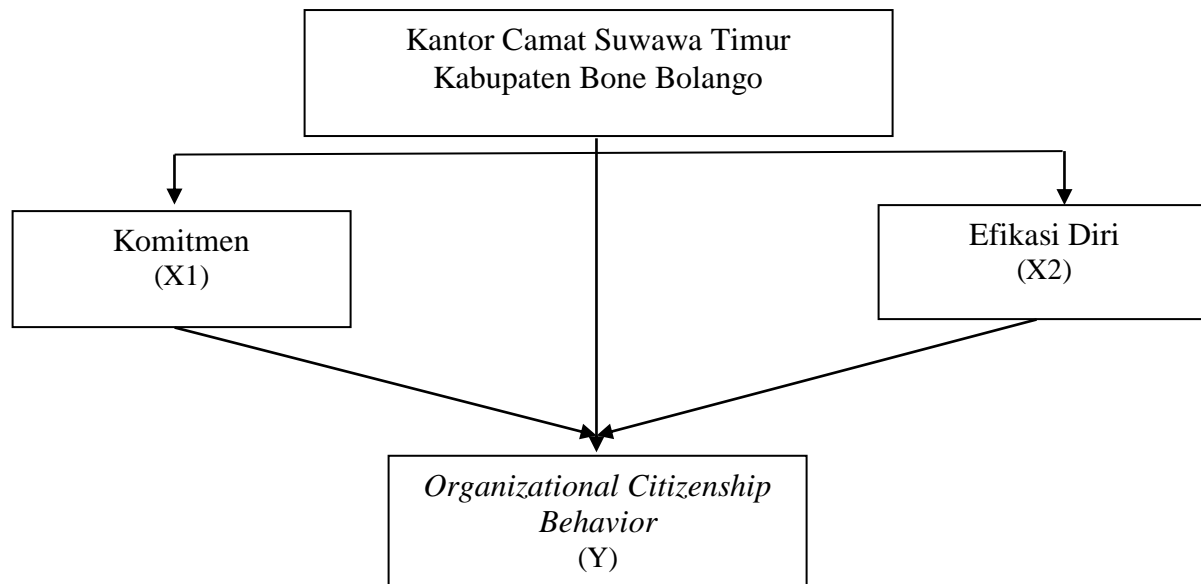 Kantor Camat Suwawa Timur
Kabupaten Bone Bolango
Komitmen
(X1)
Efikasi Diri
(X2)
Organizational Citizenship
Behavior
(Y)